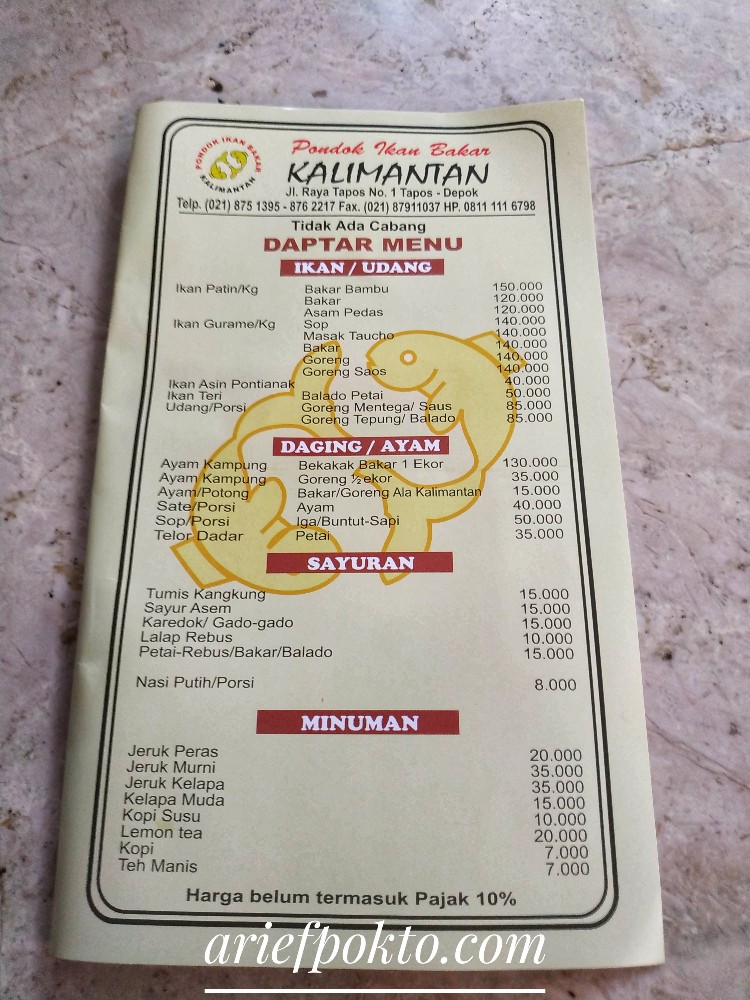 PONDOK IKAN BAKAR
KALIMANTAN
Pondok Ikan Bakar
KALIMANTAN
Jl. Raya Tapos No. 1 Tapos - Depok
Telp. (021) 875 1395 - 876 2217 Fax. (021) 87911037 HP. 0811 111 6798
Tidak Ada Cabang
DAPTAR MENU
IKAN / UDANG
Ikan Patin/Kg Bakar Bambu 150.000
Bakar 120.000
Asam Pedas 120.000
Ikan Gurame/Kg Sop 140.000
Masak Taucho 140.000
Bakar 140.000
Goreng 140.000
Goreng Saos 140.000
Ikan Asin Pontianak 40.000
Ikan Teri Balado Petai 50.000
Udang/Porsi Goreng Mentega/ Saus 85.000
Goreng Tepung/ Balado 85.000
DAGING / AYAM
Ayam Kampung Bekakak Bakar 1 Ekor 130.000
Ayam Kampung Goreng ½ ekor 35.000
Ayam/Potong Bakar/Goreng Ala Kalimantan 15.000
Sate/Porsi Ayam 40.000
Sop/Porsi Iga/Buntut-Sapi 50.000
Telor Dadar Petai 35.000
SAYURAN
Tumis Kangkung 15.000
Sayur Asem 15.000
Karedok/ Gado-gado 15.000
Lalap Rebus 10.000
Petai-Rebus/Bakar/Balado 15.000
Nasi Putih/Porsi 8.000
MINUMAN
Jeruk Peras 20.000
Jeruk Murni 35.000
Jeruk Kelapa 35.000
Kelapa Muda 15.000
Kopi Susu 10.000
Lemon tea 20.000
Kopi 7.000
Teh Manis 7.000
Harga belum termasuk Pajak 10%
ariefpokto.com